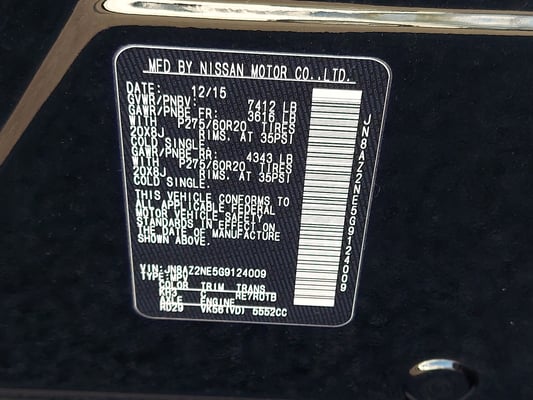 MFD BY NISSAN MOTOR CO.,LTD.
DATE: 12/15
GVWR/PNBV: 7412 LB
GAWR/PNBE FR: 3616 LB
WITH P275/60R20 TIRES
20X8J RIMS. AT 35PSI
COLD SINGLE.
GAWR/PNBE RR: 4343 LB
WITH P275/60R20 TIRES
20X8J RIMS. AT 35PSI
COLD SINGLE.
THIS VEHICLE CONFORMS TO
ALL APPLICABLE FEDERAL
MOTOR VEHICLE SAFETY
STANDARDS IN EFFECT ON
THE DATE OF MANUFACTURE
SHOWN ABOVE.
VIN: JN8AZ2NE5G9124009
TYPE: MPV
COLOR TRIM TRANS
KH3 G RE7R01B
AXLE ENGINE
RD29 VK56(VD) 5552CC
JN8AZ2NE5G9124009